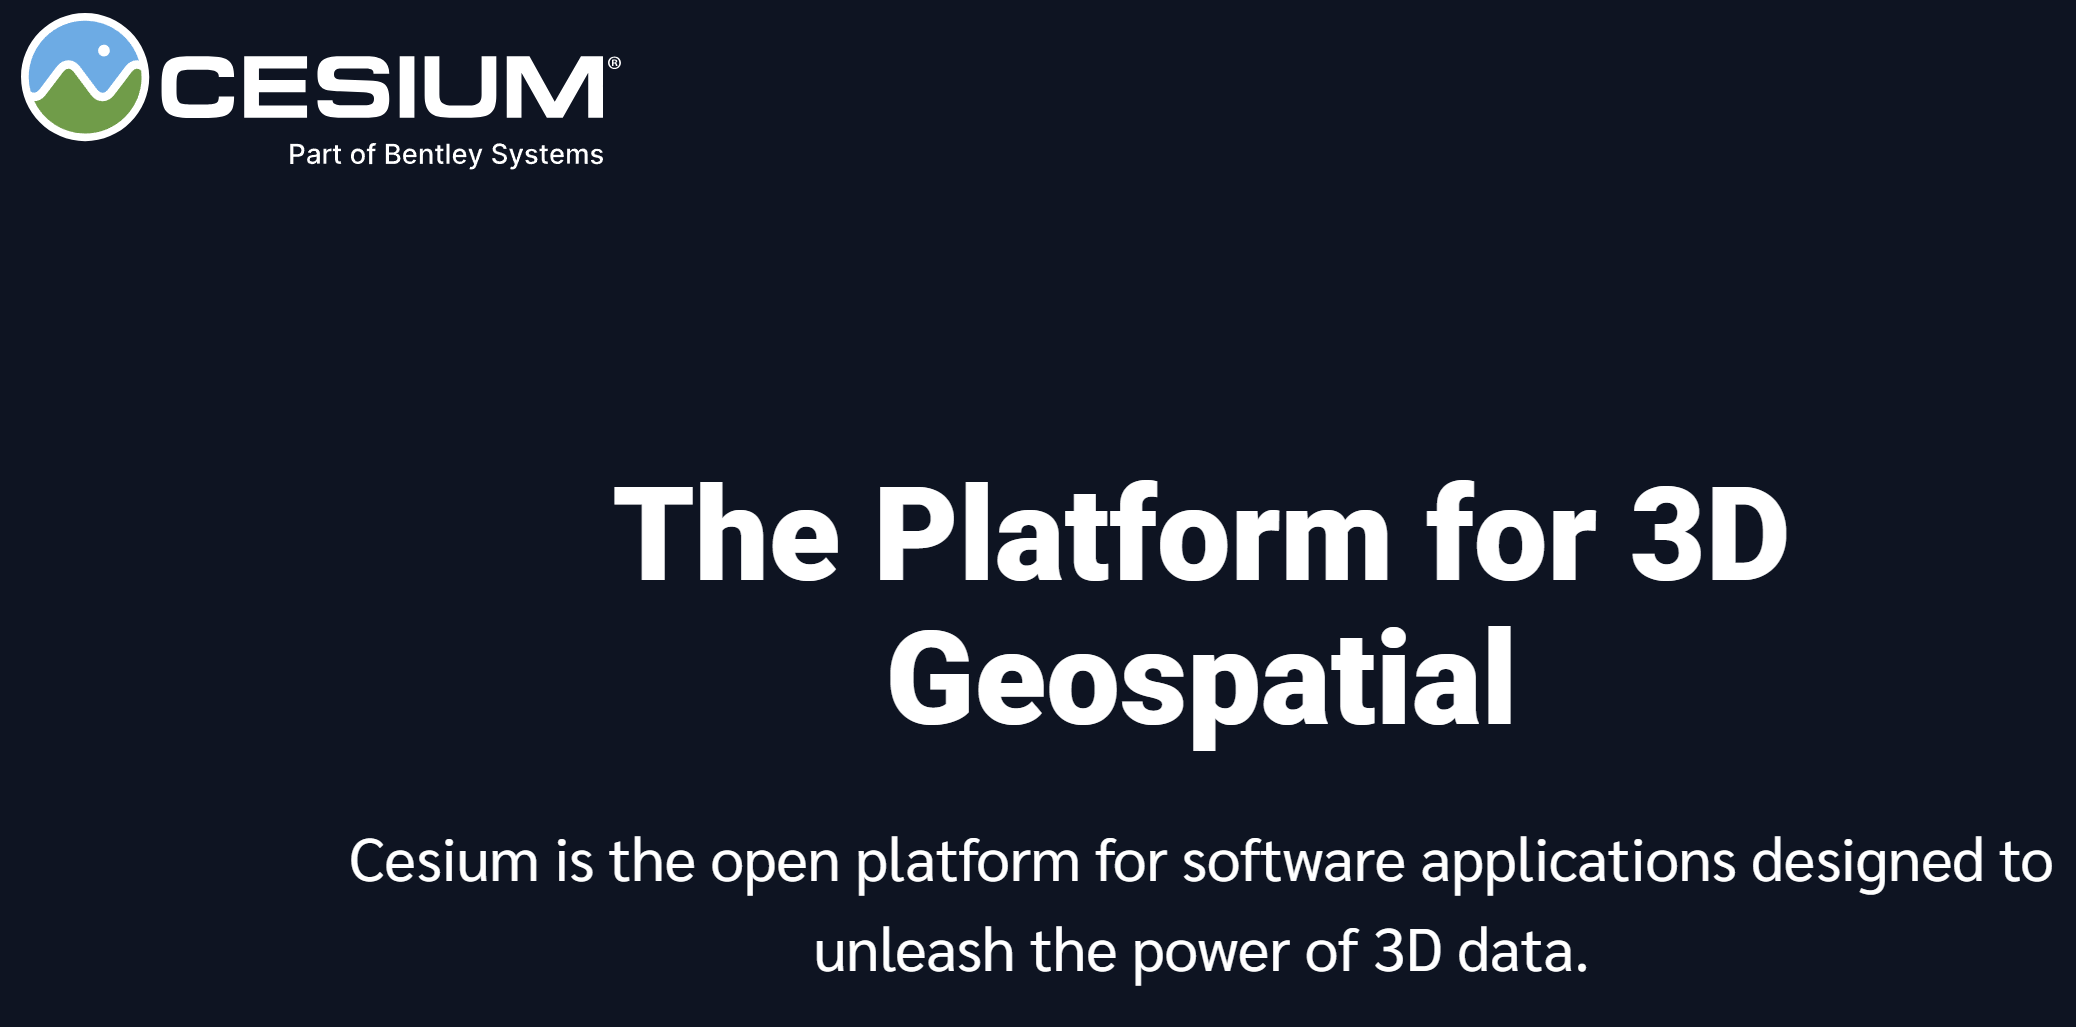 CESIUM®
Part of Bentley Systems
The Platform for 3D
Geospatial
Cesium is the open platform for software applications designed to
unleash the power of 3D data.